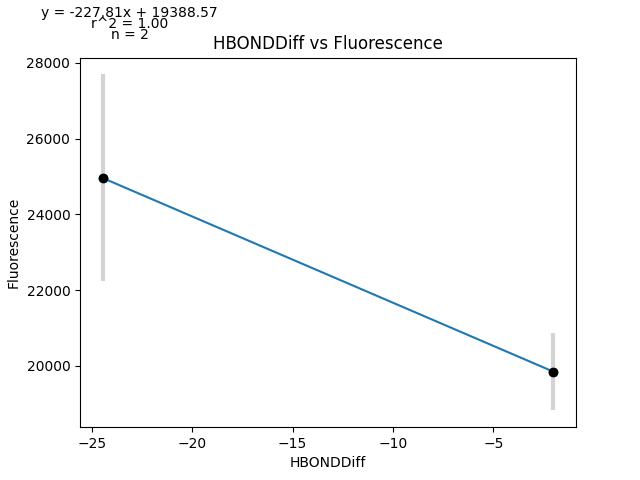 y = -227.81x + 19388.57
r^2 = 1.00
n = 2
HBONDDiff vs Fluorescence
28000
26000
24000
22000
20000
Fluorescence
−25
−20
−15
−10
−5
HBONDDiff